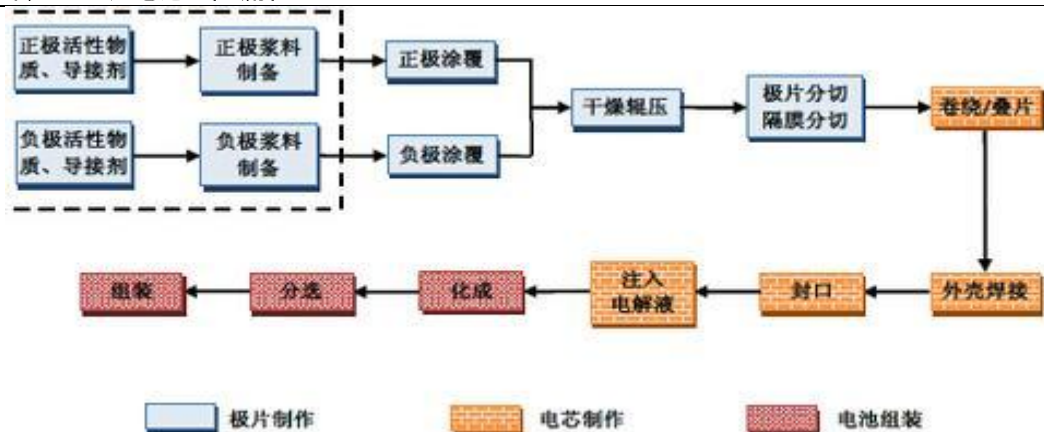 正极活性物
质、导接剂
正极浆料
制备
正极涂覆
负极活性物
质、导接剂
负极浆料
制备
负极涂覆
干燥辊压
极片分切
隔膜分切
卷绕/叠片
外壳焊接
封口
注入
电解液
化成
分选
组装
极片制作
电芯制作
电池组装